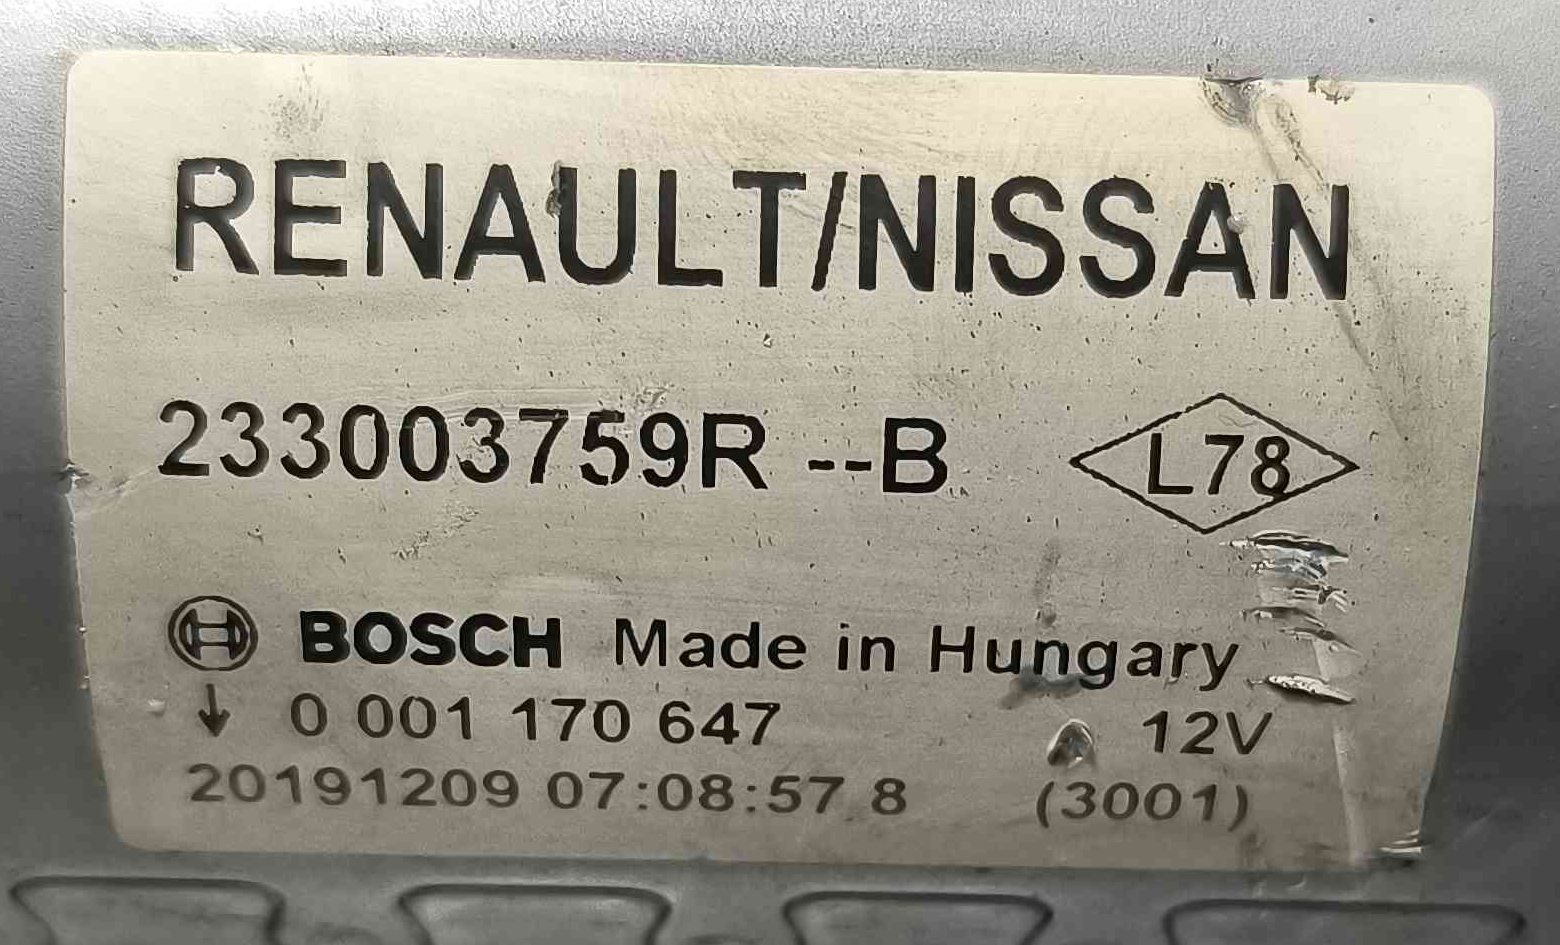 RENAULT/NISSAN
233003759R --B L78
BOSCH Made in Hungary
↓ 0 001 170 647 12V
20191209 07:08:57 8 (3001)